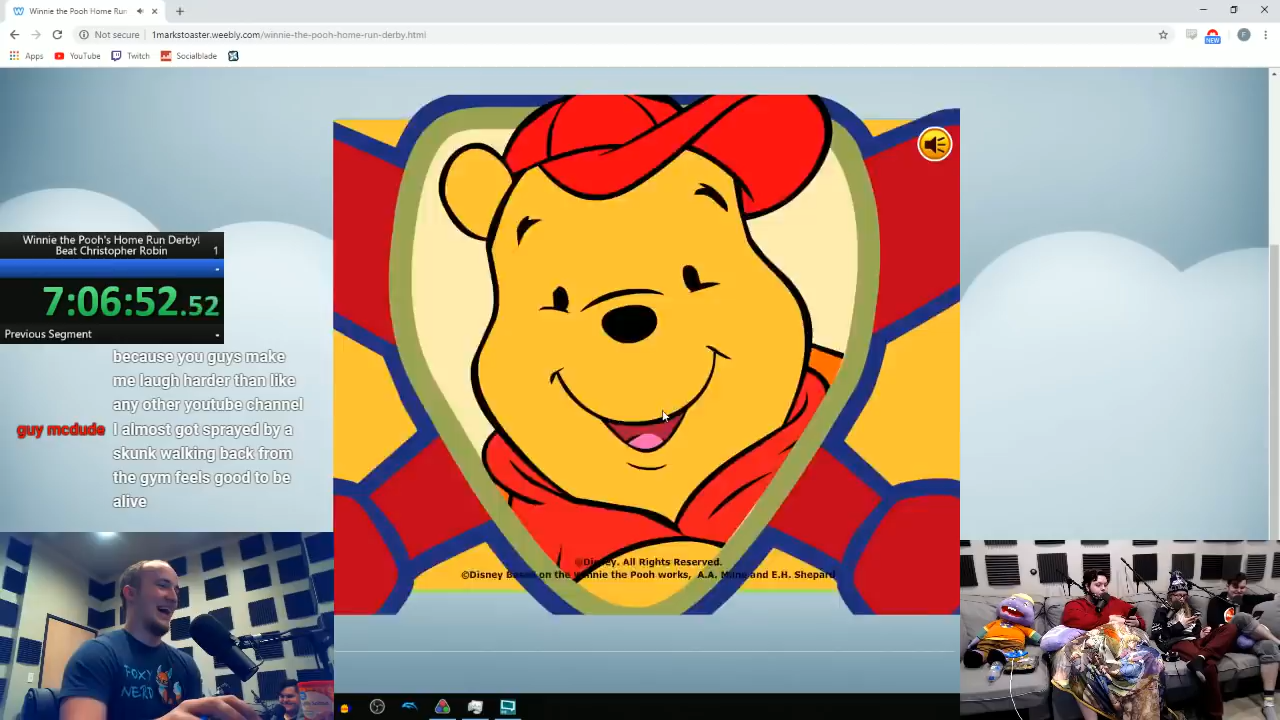 Winnie the Pooh Home Run
Not secure | 1markstoaster.weebly.com/winnie-the-pooh-home-run-derby.html
NEW
F
Apps YouTube Twitch Socialblade
Winnie the Pooh's Home Run Derby!
Beat Christopher Robin 1
-
7:06:52.52
Previous Segment -
because you guys make
me laugh harder than like
any other youtube channel
guy mcdude I almost got sprayed by a
skunk walking back from
the gym feels good to be
alive
©Disney. All Rights Reserved.
©Disney based on the Winnie the Pooh works, A.A. Milne and E.H. Shepard
FOXY
NERD